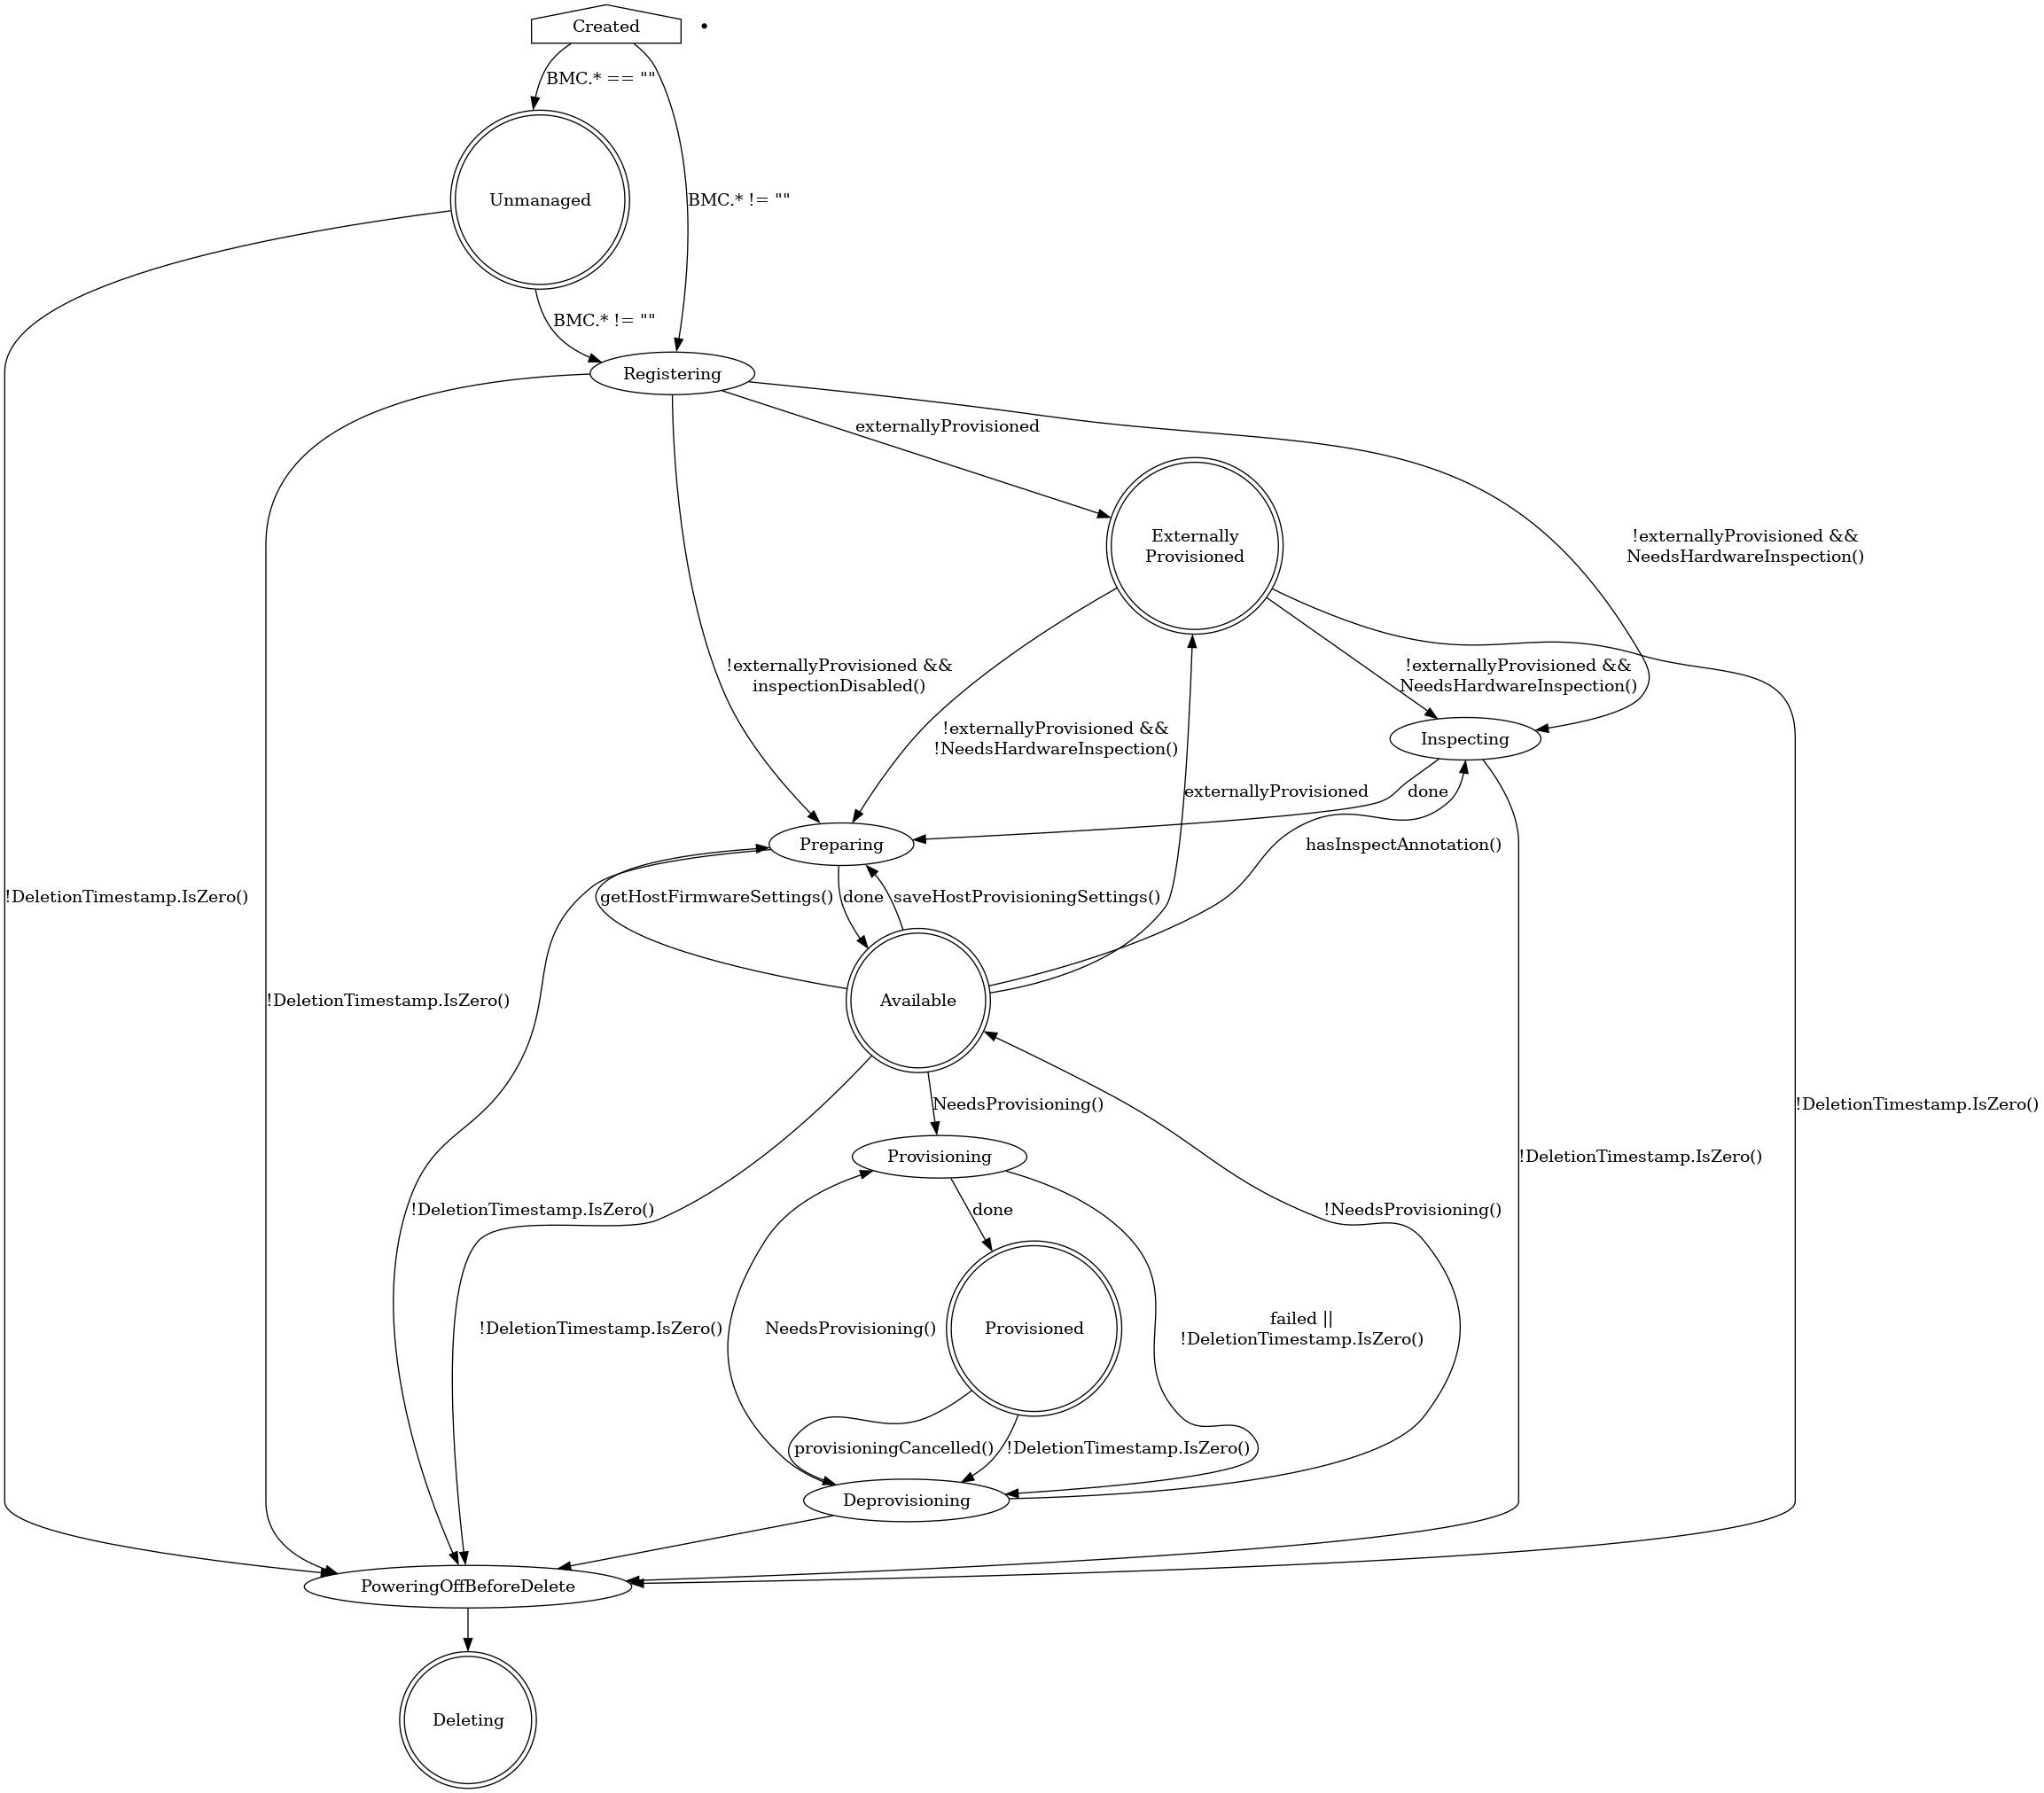 Created
BMC.* == ""
Unmanaged
BMC.* != ""
BMC.* != ""
Registering
externallyProvisioned
Externally
Provisioned
!externallyProvisioned &&
NeedsHardwareInspection()
!externallyProvisioned &&
inspectionDisabled()
!externallyProvisioned &&
NeedsHardwareInspection()
!externallyProvisioned &&
!NeedsHardwareInspection()
Inspecting
externallyProvisioned
done
Preparing
hasInspectAnnotation()
!DeletionTimestamp.IsZero()
getHostFirmwareSettings()
done
saveHostProvisioningSettings()
!DeletionTimestamp.IsZero()
Available
NeedsProvisioning()
!DeletionTimestamp.IsZero()
Provisioning
!DeletionTimestamp.IsZero()
!DeletionTimestamp.IsZero()
done
!NeedsProvisioning()
!DeletionTimestamp.IsZero()
NeedsProvisioning()
Provisioned
failed ||
!DeletionTimestamp.IsZero()
provisioningCancelled()
!DeletionTimestamp.IsZero()
Deprovisioning
PoweringOffBeforeDelete
Deleting